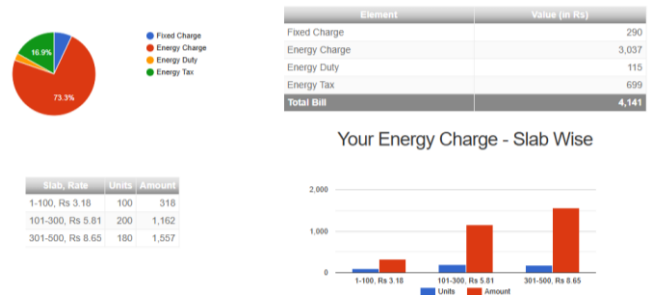 16.9%
73.3%
Fixed Charge
Energy Charge
Energy Duty
Energy Tax
Element Value (in Rs)
Fixed Charge 290
Energy Charge 3,037
Energy Duty 115
Energy Tax 699
Total Bill 4,141
Your Energy Charge - Slab Wise
Slab, Rate Units Amount
1-100, Rs 3.18 100 318
101-300, Rs 5.81 200 1,162
301-500, Rs 8.65 180 1,557
2,000
1,000
0
1-100, Rs 3.18 101-300, Rs 5.81 301-500, Rs 8.65
Units Amount